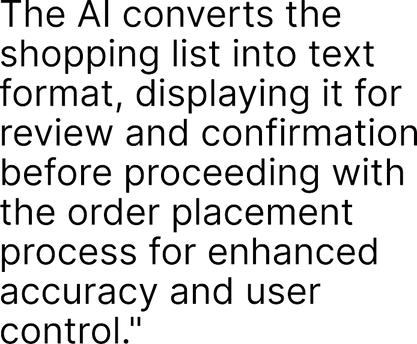 The AI converts the
shopping list into text
format, displaying it for
review and confirmation
before proceeding with
the order placement
process for enhanced
accuracy and user
control."